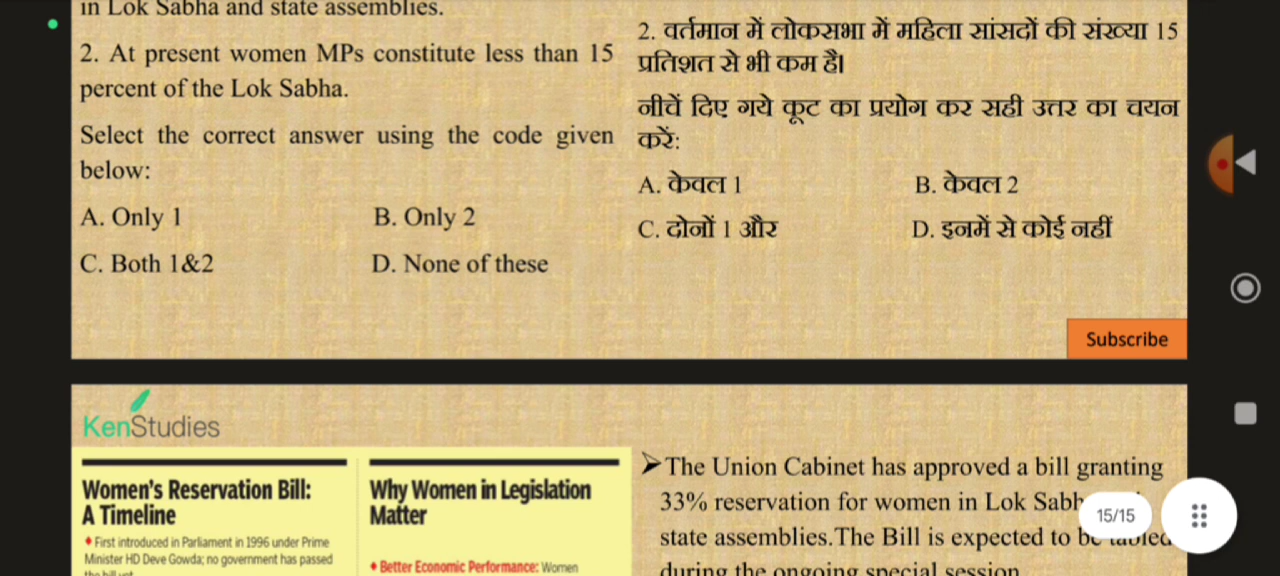 in Lok Sabha and state assemblies.
2. At present women MPs constitute less than 15
percent of the Lok Sabha.
Select the correct answer using the code given
below:
A. Only 1 B. Only 2
C. Both 1&2 D. None of these
2. वर्तमान में लोकसभा में महिला सांसदों की संख्या 15
प्रतिशत से भी कम है।
नीचें दिए गये कूट का प्रयोग कर सही उत्तर का चयन
करें:
A. केवल 1 B. केवल 2
C. दोनों 1 और D. इनमें से कोई नहीं
Subscribe
KenStudies
Women's Reservation Bill:
A Timeline
First introduced in Parliament in 1996 under Prime
Minister HD Deve Gowda; no government has passed
the bill yet
Why Women in Legislation
Matter
Better Economic Performance: Women
➤The Union Cabinet has approved a bill granting
33% reservation for women in Lok Sabh
state assemblies.The Bill is expected to be tabled
during the ongoing special session
15/15